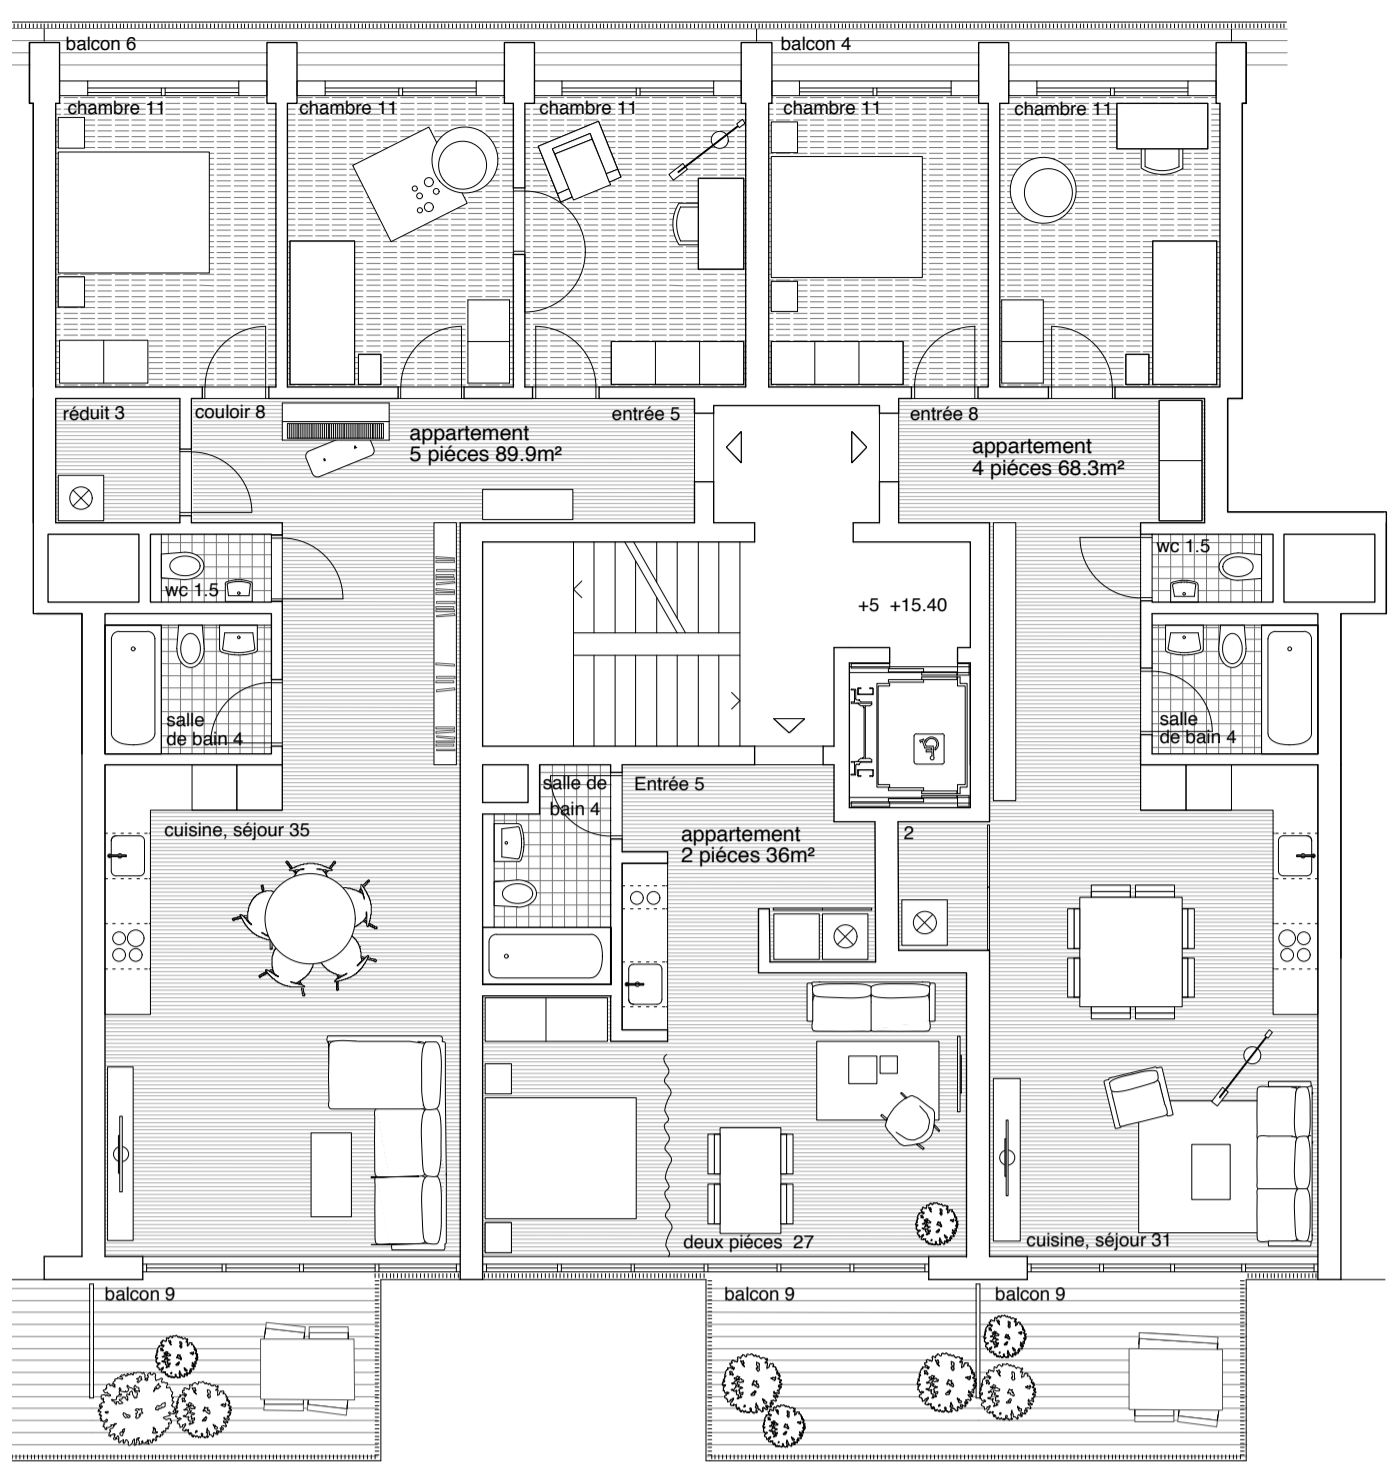 balcon 6
balcon 4
chambre 11
chambre 11
chambre 11
chambre 11
chambre 11
réduit 3
couloir 8
entrée 5
entrée 8
appartement
5 piéces 89.9m²
appartement
4 piéces 68.3m²
wc 1.5
wc 1.5
+5 +15.40
salle
de bain 4
salle
de bain 4
salle de
bain 4
Entrée 5
cuisine, séjour 35
appartement
2 piéces 36m²
2
deux piéces 27
cuisine, séjour 31
balcon 9
balcon 9
balcon 9